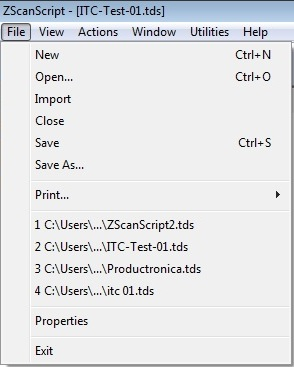 ZScanScript - [ITC-Test-01.tds]
File View Actions Window Utilities Help
New Ctrl+N
Open... Ctrl+O
Import
Close
Save Ctrl+S
Save As...
Print...
1 C:\Users\...\ZScanScript2.tds
2 C:\Users\...\ITC-Test-01.tds
3 C:\Users\...\Productronica.tds
4 C:\Users\...\itc 01.tds
Properties
Exit